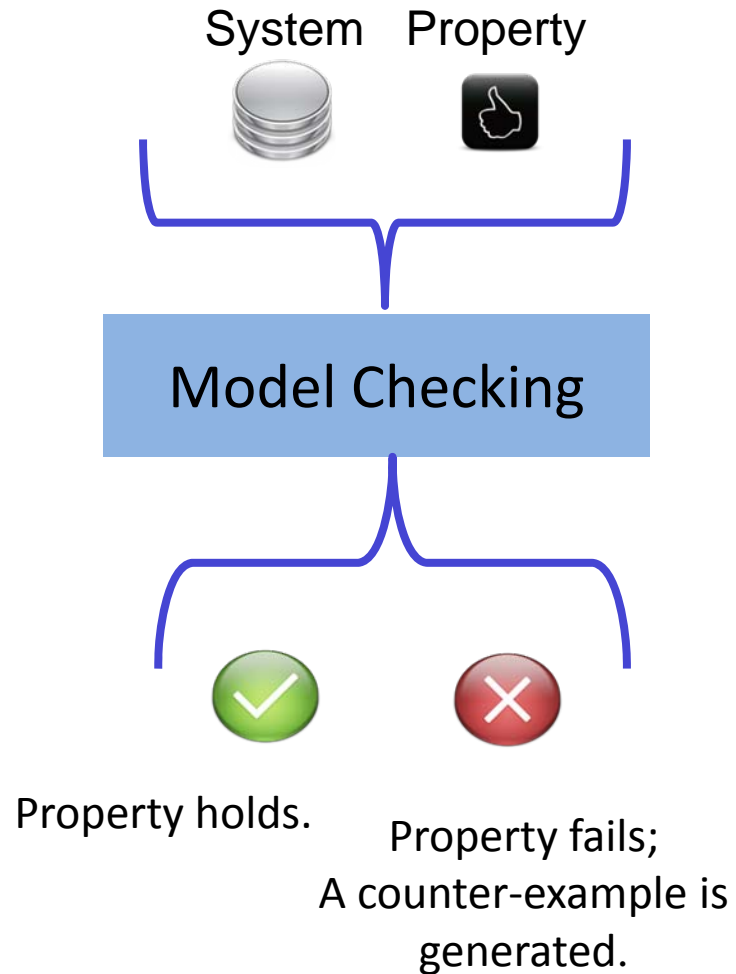 System Property
Model Checking
Property holds.
Property fails;
A counter-example is
generated.